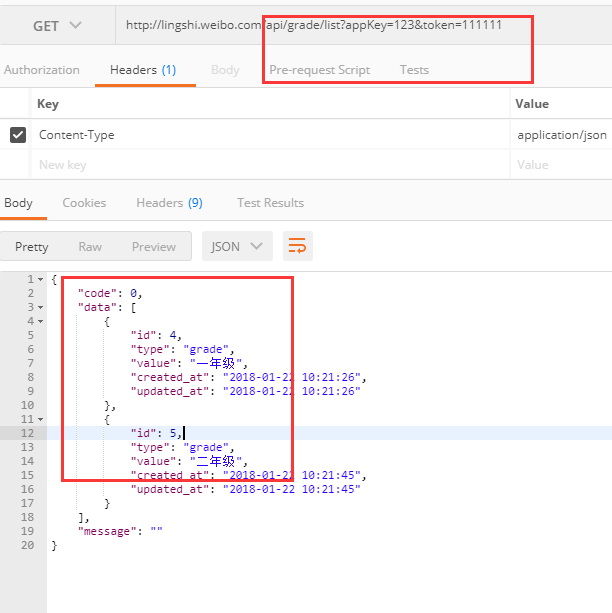 GET http://lingshi.weibo.com/api/grade/list?appKey=123&token=111111
Authorization Headers (1) Body Pre-request Script Tests
Key Value
Content-Type application/json
New key Value
Body Cookies Headers (9) Test Results
Pretty Raw Preview JSON
1 {
2 "code": 0,
3 "data": [
4 {
5 "id": 4,
6 "type": "grade",
7 "value": "一年级",
8 "created_at": "2018-01-22 10:21:26",
9 "updated_at": "2018-01-22 10:21:26"
10 },
11 {
12 "id": 5,
13 "type": "grade",
14 "value": "二年级",
15 "created_at": "2018-01-22 10:21:45",
16 "updated_at": "2018-01-22 10:21:45"
17 }
18 ],
19 "message": ""
20 }